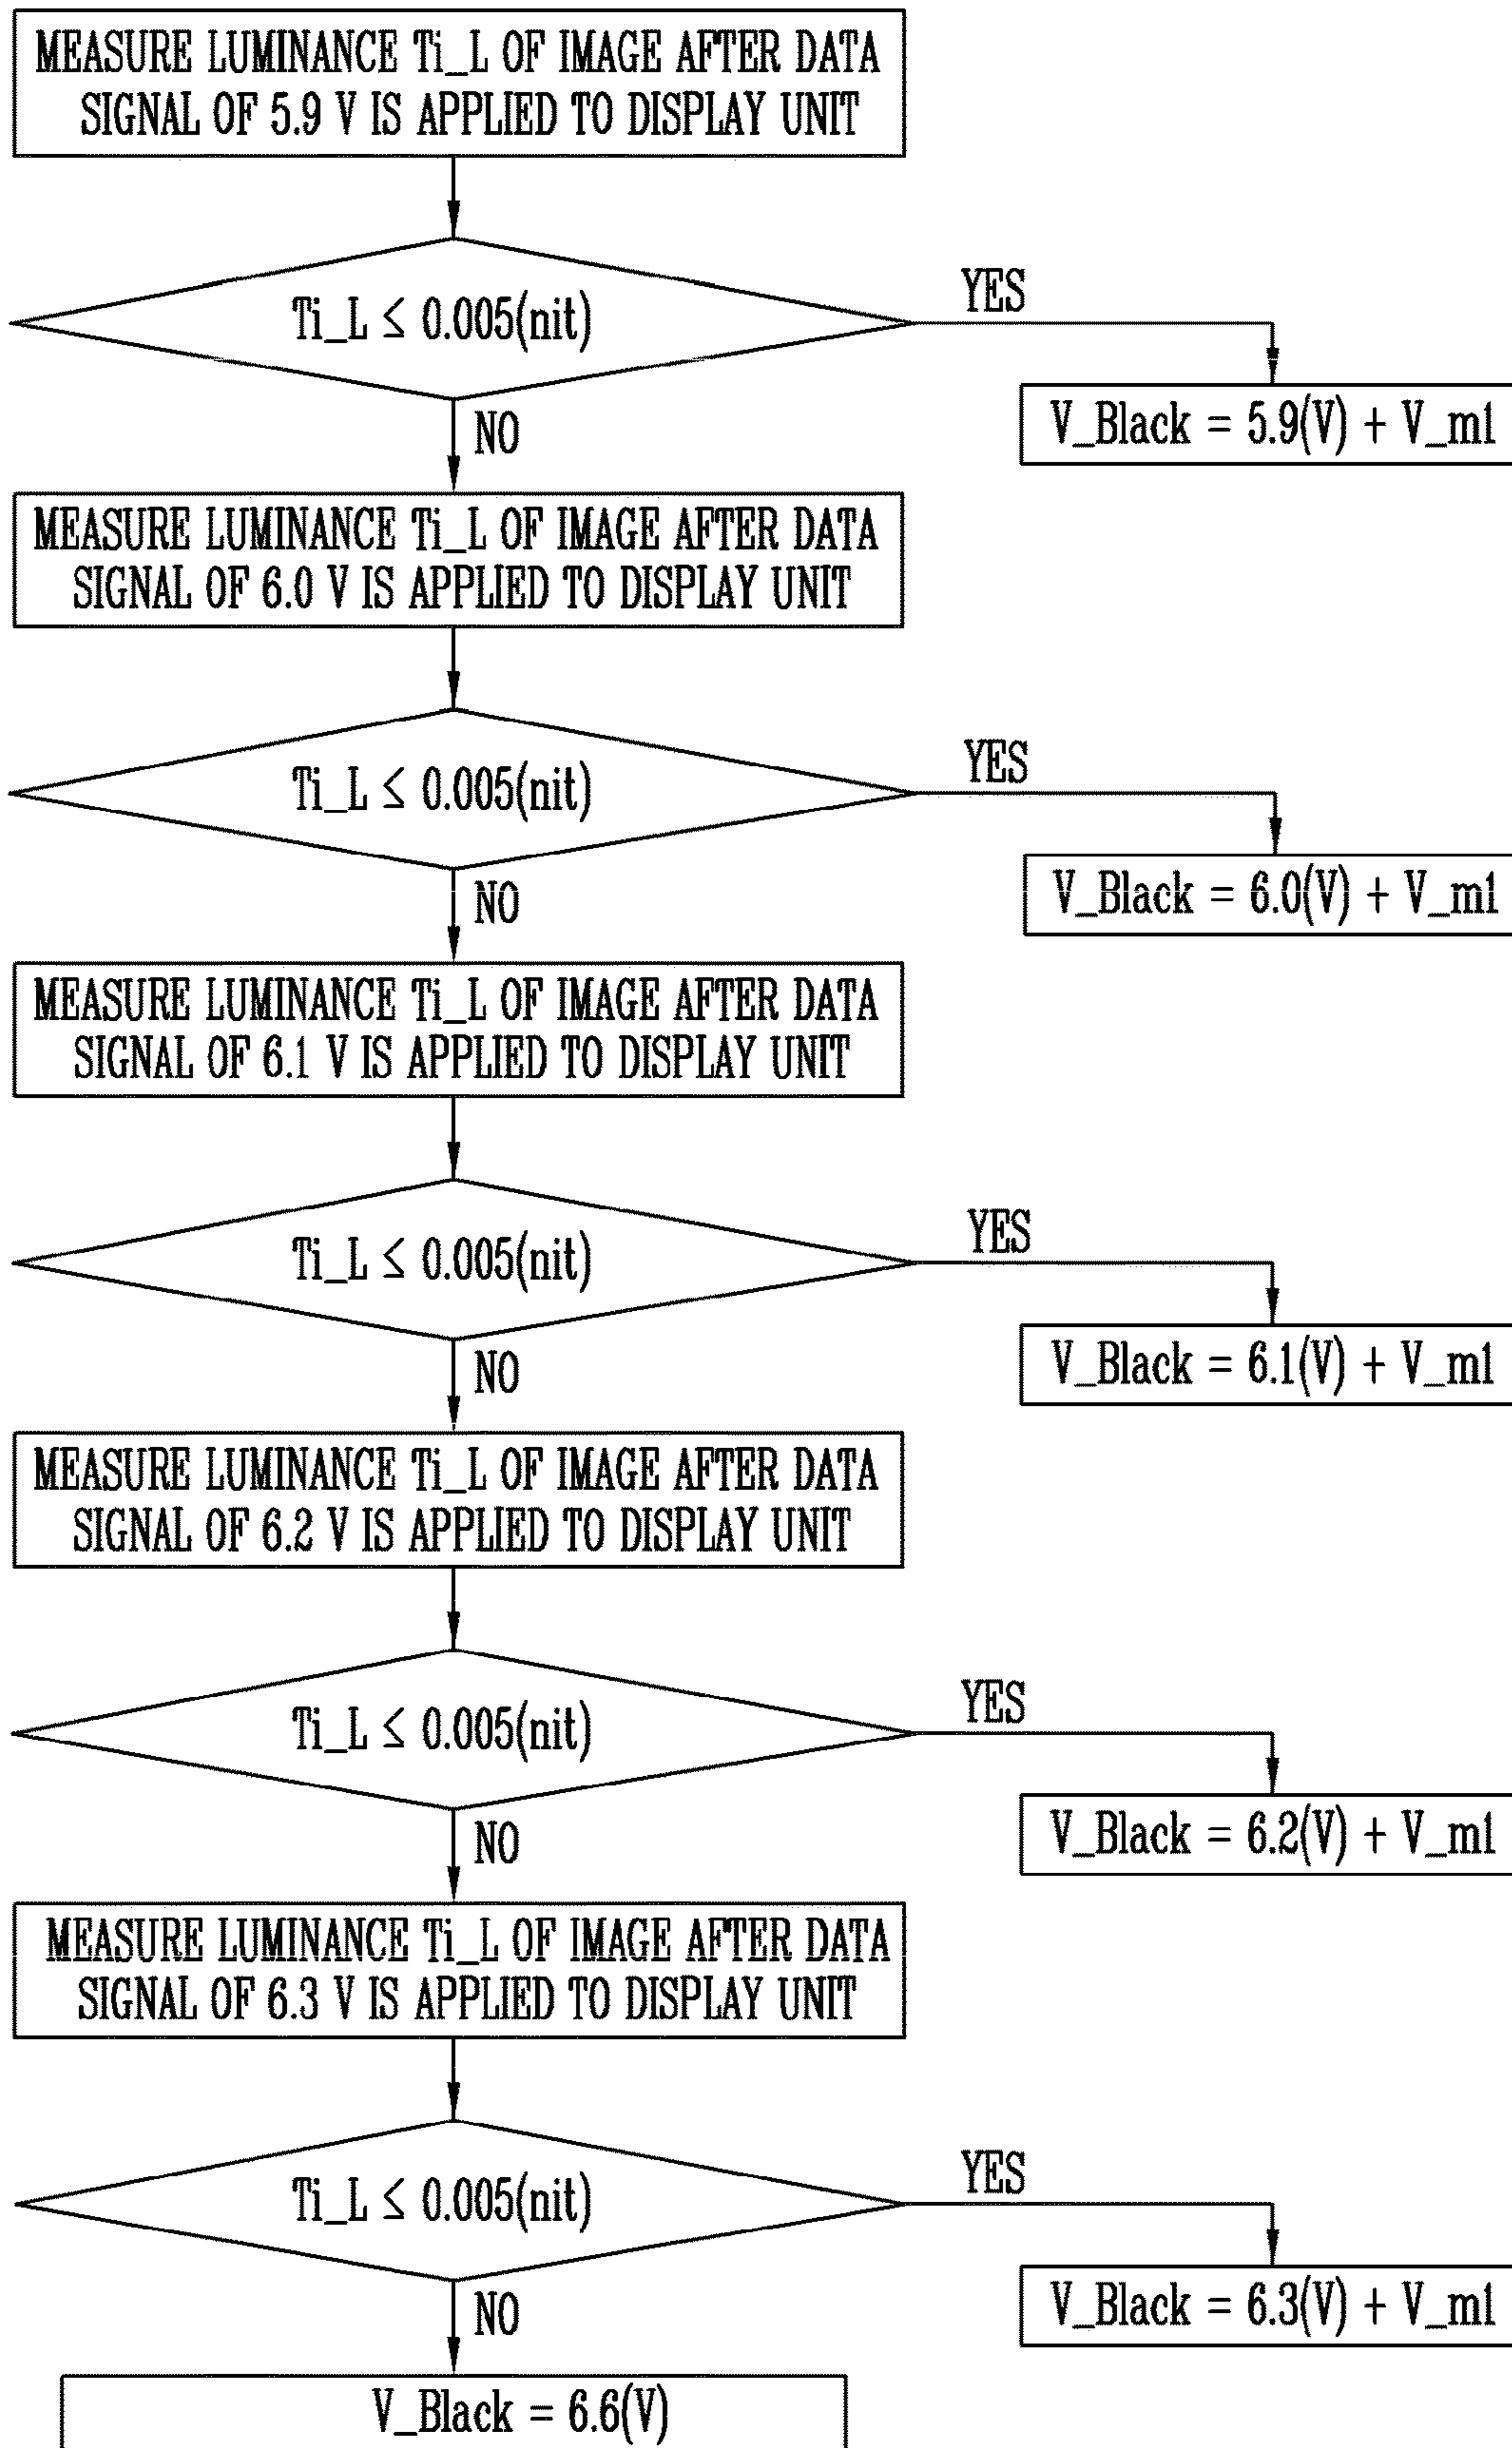 MEASURE LUMINANCE Ti_L OF IMAGE AFTER DATA
SIGNAL OF 5.9 V IS APPLIED TO DISPLAY UNIT
Ti_L ≤ 0.005(nit)
YES
V_Black = 5.9(V) + V_m1
NO
MEASURE LUMINANCE Ti_L OF IMAGE AFTER DATA
SIGNAL OF 6.0 V IS APPLIED TO DISPLAY UNIT
Ti_L ≤ 0.005(nit)
YES
V_Black = 6.0(V) + V_m1
NO
MEASURE LUMINANCE Ti_L OF IMAGE AFTER DATA
SIGNAL OF 6.1 V IS APPLIED TO DISPLAY UNIT
Ti_L ≤ 0.005(nit)
YES
V_Black = 6.1(V) + V_m1
NO
MEASURE LUMINANCE Ti_L OF IMAGE AFTER DATA
SIGNAL OF 6.2 V IS APPLIED TO DISPLAY UNIT
Ti_L ≤ 0.005(nit)
YES
V_Black = 6.2(V) + V_m1
NO
MEASURE LUMINANCE Ti_L OF IMAGE AFTER DATA
SIGNAL OF 6.3 V IS APPLIED TO DISPLAY UNIT
Ti_L ≤ 0.005(nit)
YES
V_Black = 6.3(V) + V_m1
NO
V_Black = 6.6(V)